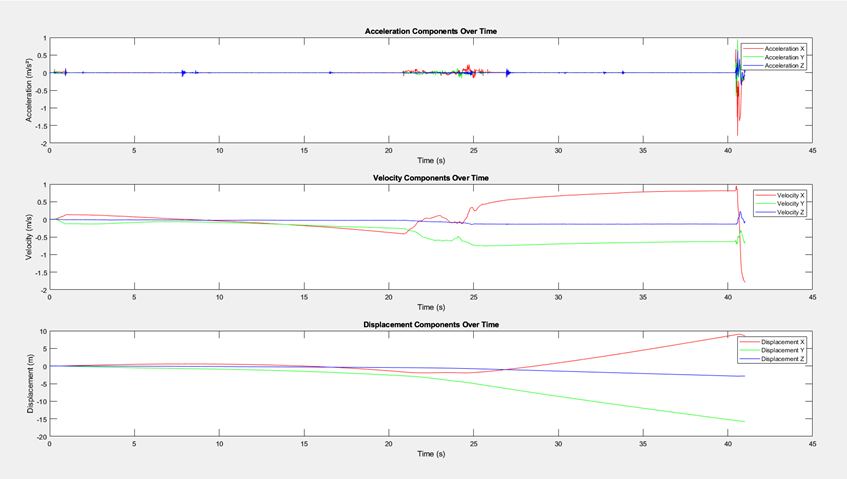 Acceleration Components Over Time
Acceleration (m/s²)
1
0.5
0
-0.5
-1
-1.5
-2
Acceleration X
Acceleration Y
Acceleration Z
0 5 10 15 20 25 30 35 40 45
Time (s)
Velocity Components Over Time
Velocity (m/s)
1
0.5
0
-0.5
-1
-1.5
-2
Velocity X
Velocity Y
Velocity Z
0 5 10 15 20 25 30 35 40 45
Time (s)
Displacement Components Over Time
Displacement (m)
10
5
0
-5
-10
-15
-20
Displacement X
Displacement Y
Displacement Z
0 5 10 15 20 25 30 35 40 45
Time (s)